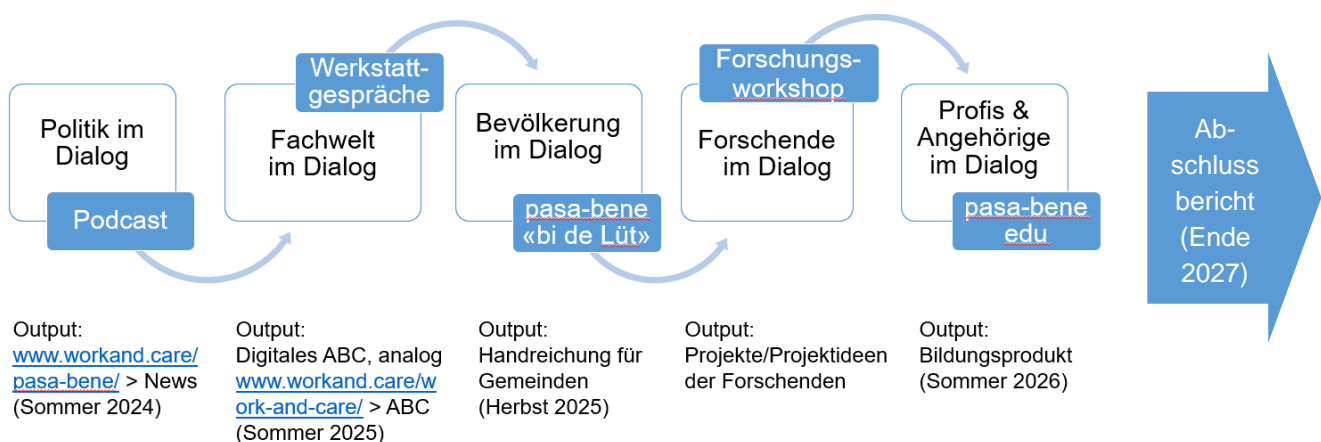 Politik im
Dialog
Podcast
Werkstatt-
gespräche
Fachwelt
im Dialog
Bevölkerung
im Dialog
pasa-bene
«bi de Lüt»
Forschungs-
workshop
Forschende
im Dialog
Profis &
Angehörige
im Dialog
pasa-bene
edu
Ab-
schluss
bericht
(Ende
2027)
Output:
www.workand.care/
pasa-bene/ > News
(Sommer 2024)
Output:
Digitales ABC, analog
www.workand.care/w
ork-and-care/ > ABC
(Sommer 2025)
Output:
Handreichung für
Gemeinden
(Herbst 2025)
Output:
Projekte/Projektideen
der Forschenden
Output:
Bildungsprodukt
(Sommer 2026)